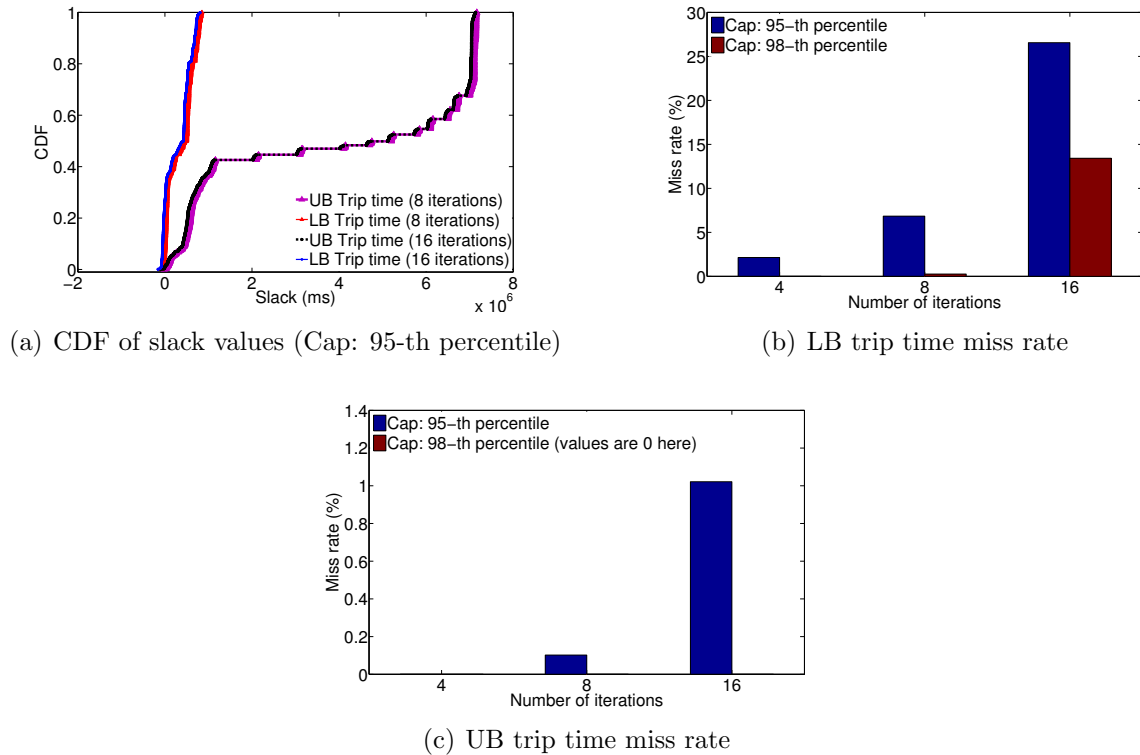 1
0.8
0.6
0.4
0.2
0
CDF
UB Trip time (8 iterations)
LB Trip time (8 iterations)
UB Trip time (16 iterations)
LB Trip time (16 iterations)
−2 0 2 4 6 8
Slack (ms)
x 10^6
(a) CDF of slack values (Cap: 95-th percentile)
30
25
20
15
10
5
0
Miss rate (%)
Cap: 95−th percentile
Cap: 98−th percentile
4 8 16
Number of iterations
(b) LB trip time miss rate
1.4
1.2
1
0.8
0.6
0.4
0.2
0
Miss rate (%)
Cap: 95−th percentile
Cap: 98−th percentile (values are 0 here)
4 8 16
Number of iterations
(c) UB trip time miss rate